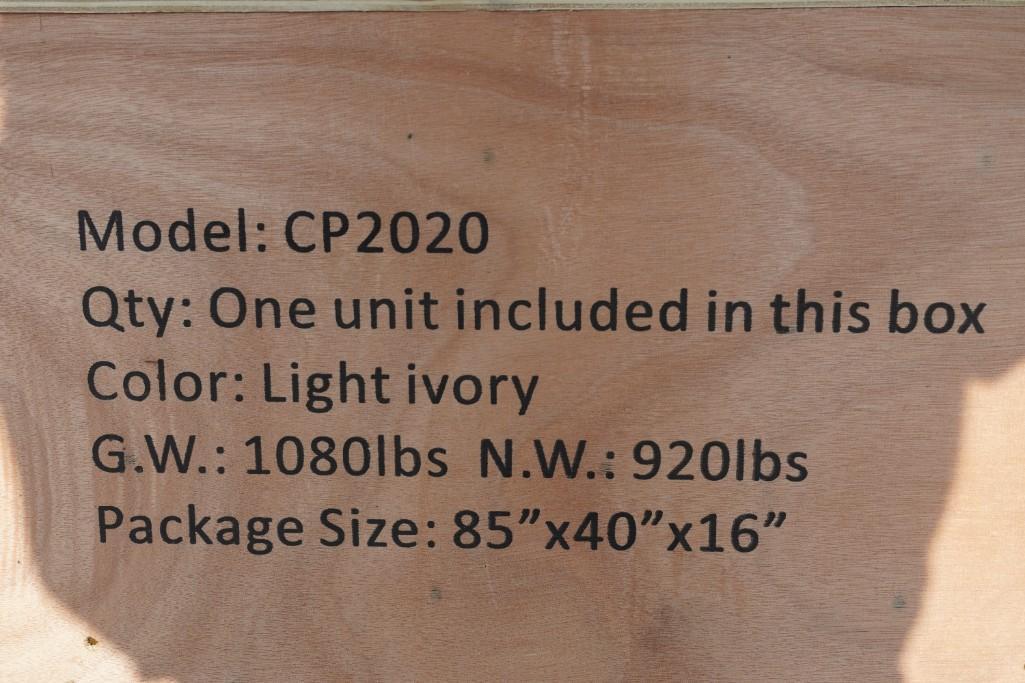 Model: CP2020
Qty: One unit included in this box
Color: Light ivory
G.W.: 1080lbs N.W.: 920lbs
Package Size: 85”x40”x16”